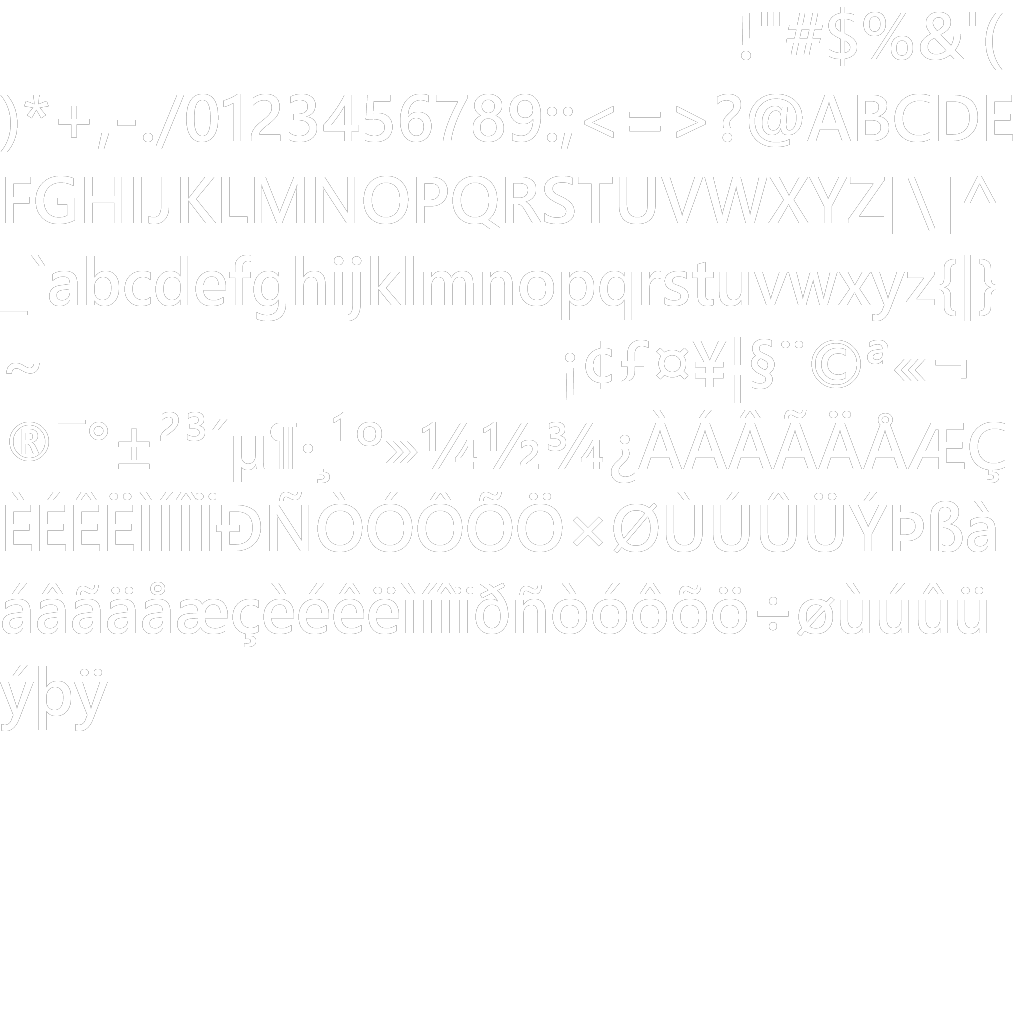 !"#$%&'(
)*+,-./0123456789:;<=>?@ABCDE
FGHIJKLMNOPQRSTUVWXYZ[\]^
_`abcdefghijklmnopqrstuvwxyz{|}
~ ¡¢£¤¥¦§¨©ª«¬
®¯°±²³´µ¶·¸¹º»¼½¾¿ÀÁÂÃÄÅÆÇ
ÈÉÊËÌÍÎÏÐÑÒÓÔÕÖ×ØÙÚÛÜÝÞßà
áâãäåæçèéêëìíîïðñòóôõö÷øùúûü
ýþÿ